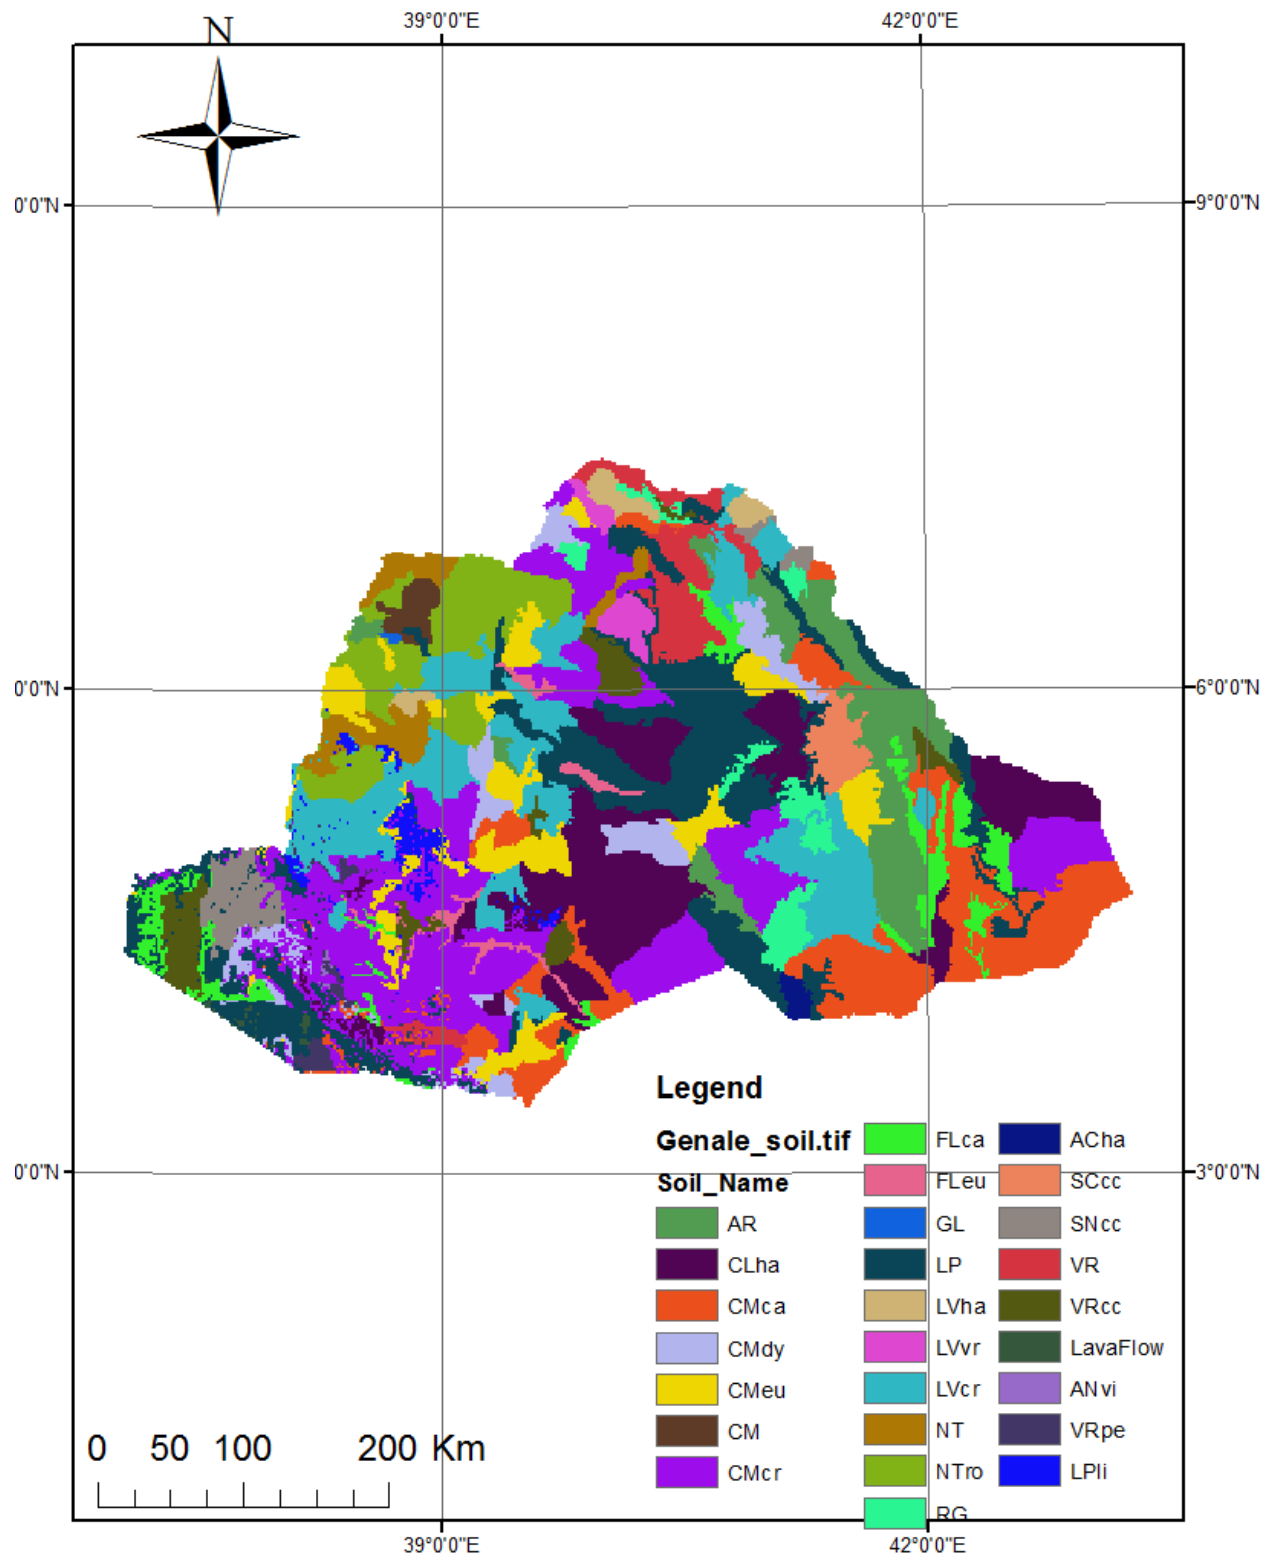 39°0'0"E 42°0'0"E
N
0'0"N 9°0'0"N
0'0"N 6°0'0"N
Legend
Genale_soil.tif FLca ACha
0'0"N 3°0'0"N
Soil_Name FLeu SCcc
AR GL SNcc
CLha LP VR
CMca LVha VRcc
CMdy LVvr LavaFlow
CMeu LVcr ANvi
CM NT VRpe
CMcr NTro LPli
RG
0 50 100 200 Km
39°0'0"E 42°0'0"E